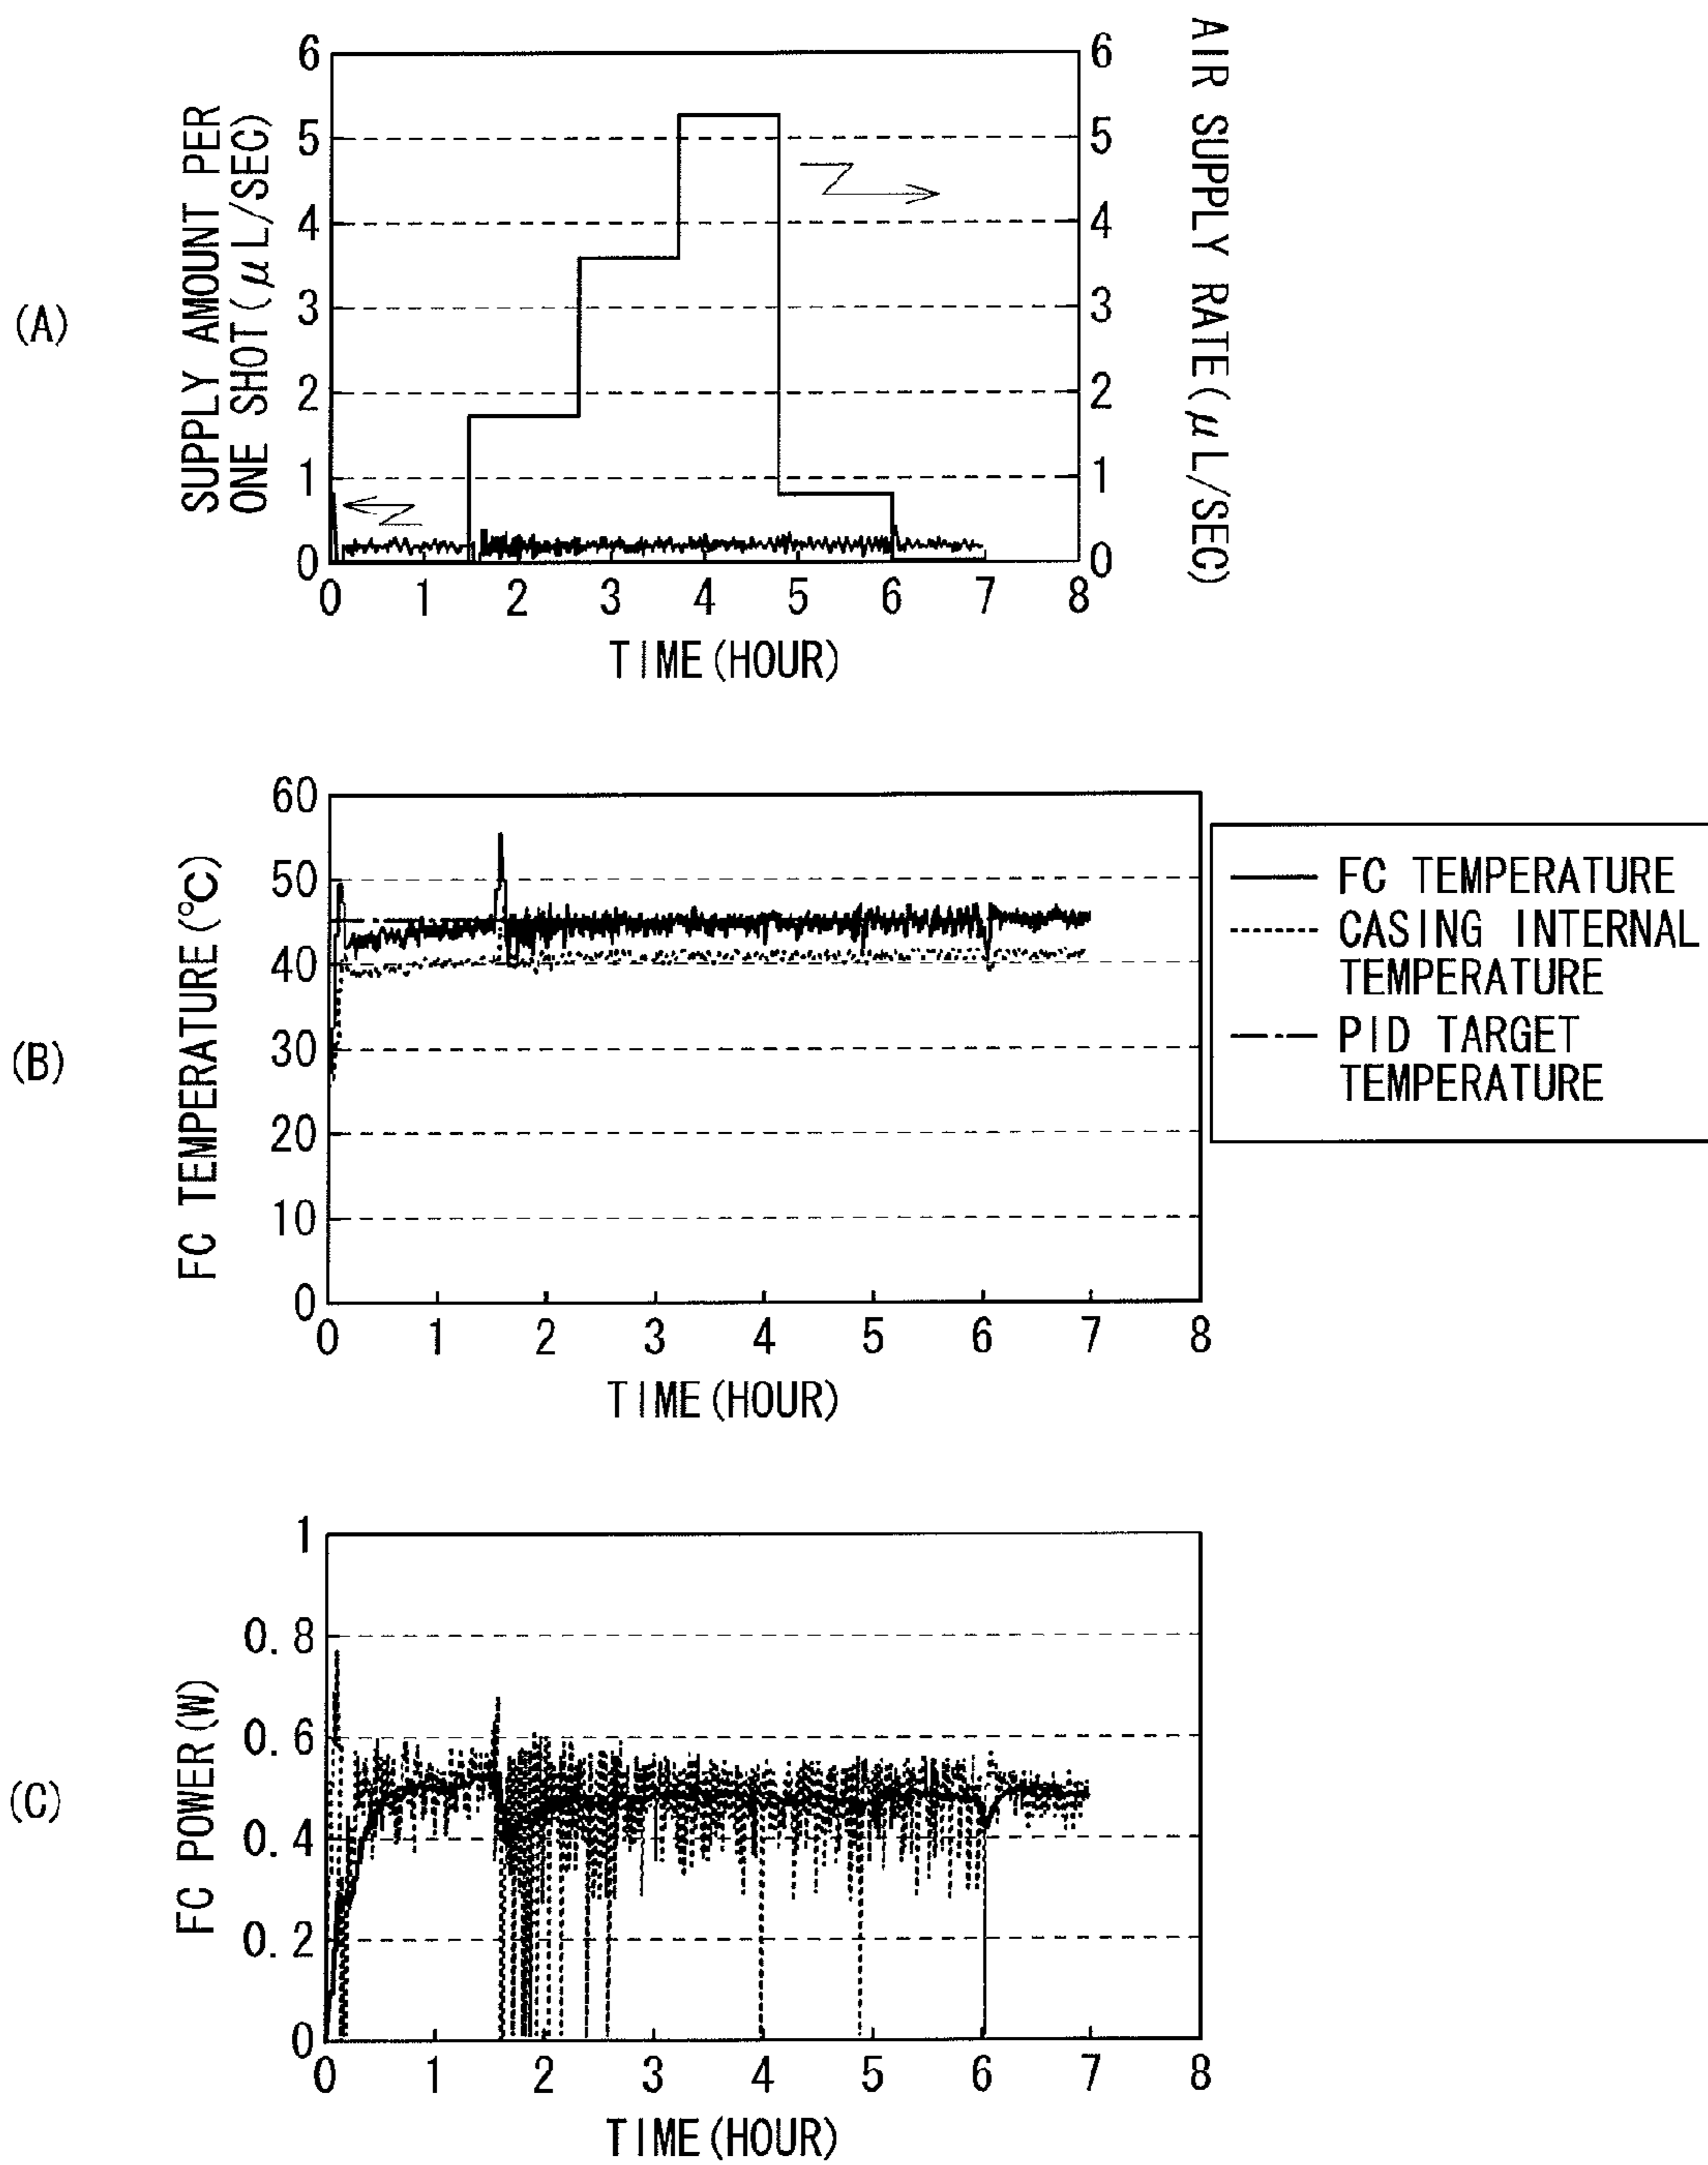 (A)
SUPPLY AMOUNT PER
ONE SHOT(μL/SEC)
6
5
4
3
2
1
0
6
5
4
3
2
1
0
AIR SUPPLY RATE(μL/SEC)
0 1 2 3 4 5 6 7 8
TIME(HOUR)
(B)
FC TEMPERATURE(℃)
60
50
40
30
20
10
0
0 1 2 3 4 5 6 7 8
TIME(HOUR)
FC TEMPERATURE
CASING INTERNAL
TEMPERATURE
PID TARGET
TEMPERATURE
(C)
FC POWER(W)
1
0.8
0.6
0.4
0.2
0
0 1 2 3 4 5 6 7 8
TIME(HOUR)